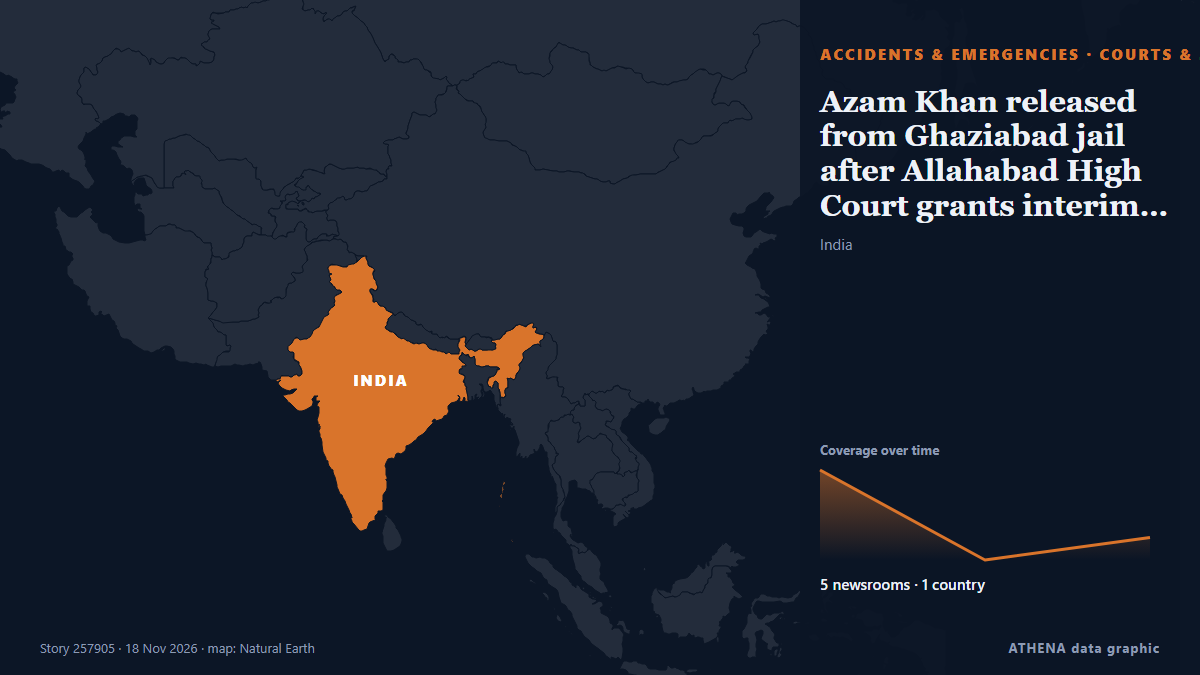 ACCIDENTS & EMERGENCIES · COURTS &
Azam Khan released
from Ghaziabad jail
after Allahabad High
Court grants interim...
India
INDIA
Coverage over time
5 newsrooms · 1 country
Story 257905 · 18 Nov 2026 · map: Natural Earth
ATHENA data graphic